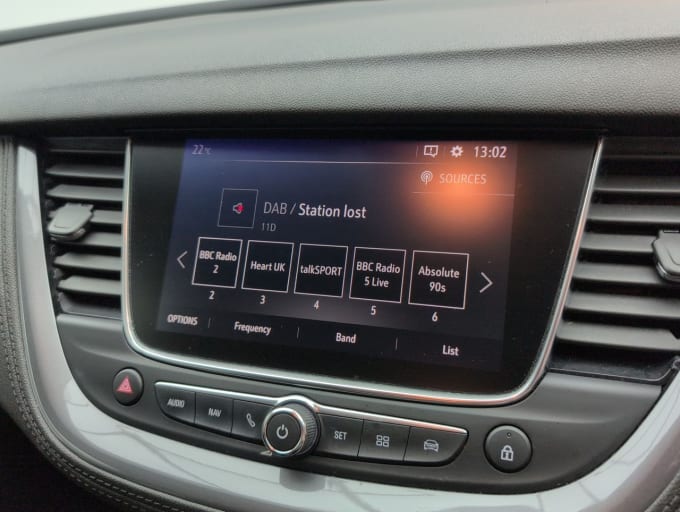 22°C
13:02
SOURCES
DAB / Station lost
11D
BBC Radio
2
Heart UK
talkSPORT
BBC Radio
5 Live
Absolute
90s
2
3
4
5
6
OPTIONS
Frequency
Band
List
AUDIO
NAV
SET